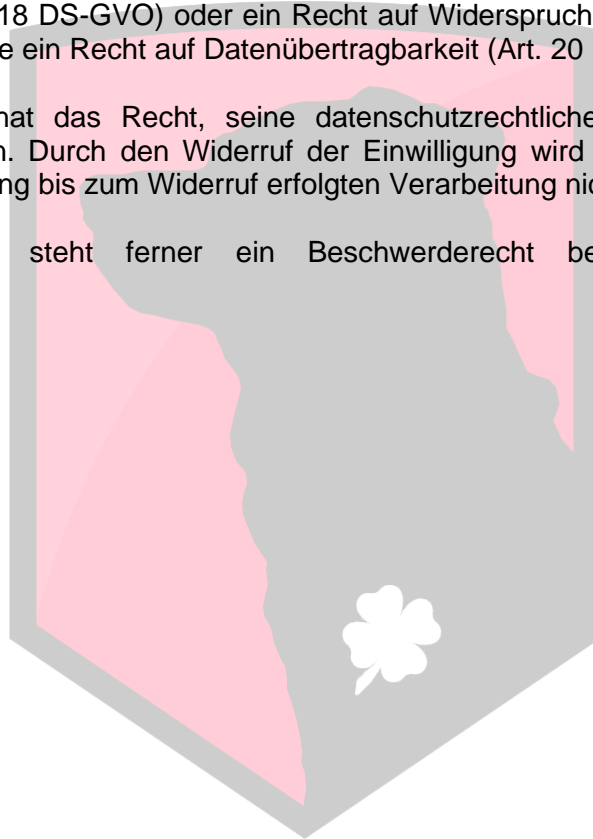 18 DS-GVO) oder ein Recht auf Widerspruch
e ein Recht auf Datenübertragbarkeit (Art. 20
hat das Recht, seine datenschutzrechtliche
n. Durch den Widerruf der Einwilligung wird
ng bis zum Widerruf erfolgten Verarbeitung nic
steht ferner ein Beschwerderecht be